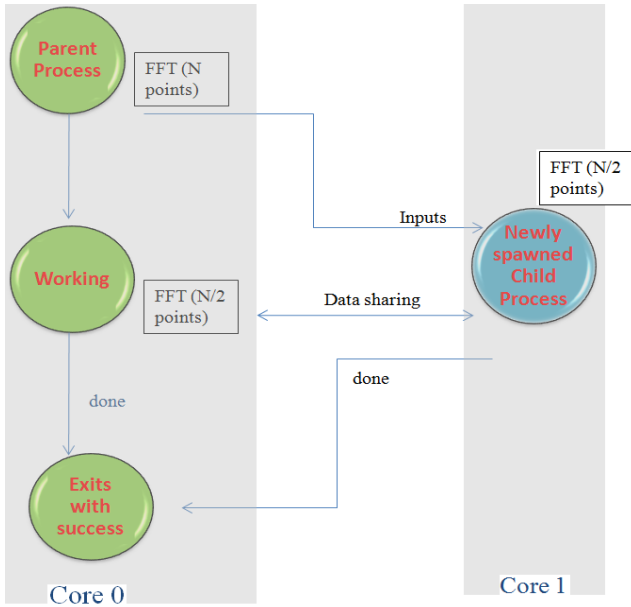 Parent
Process
FFT (N
points)
FFT (N/2
points)
Inputs
Newly
spawned
Child
Process
Working
FFT (N/2
points)
Data sharing
done
done
Exits
with
success
Core 0
Core 1